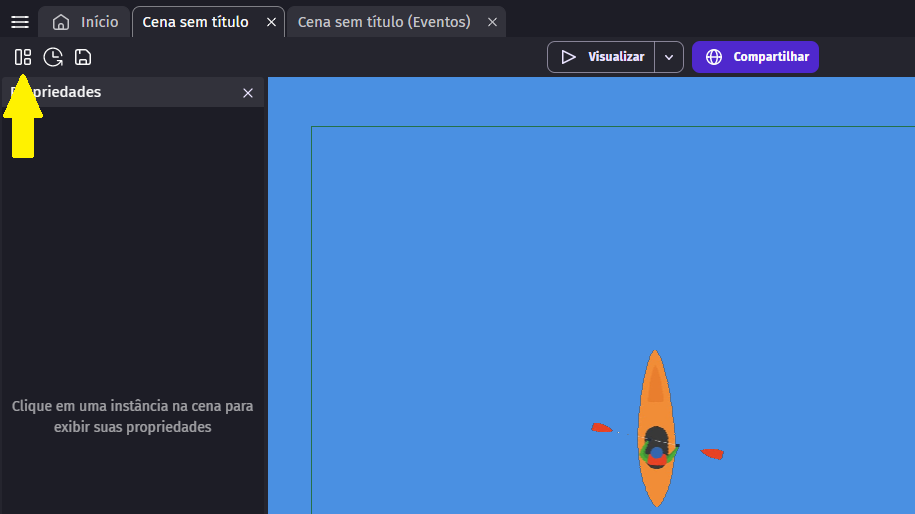 Início
Cena sem título
Cena sem título (Eventos)
Visualizar
Compartilhar
Propriedades
Clique em uma instância na cena para
exibir suas propriedades